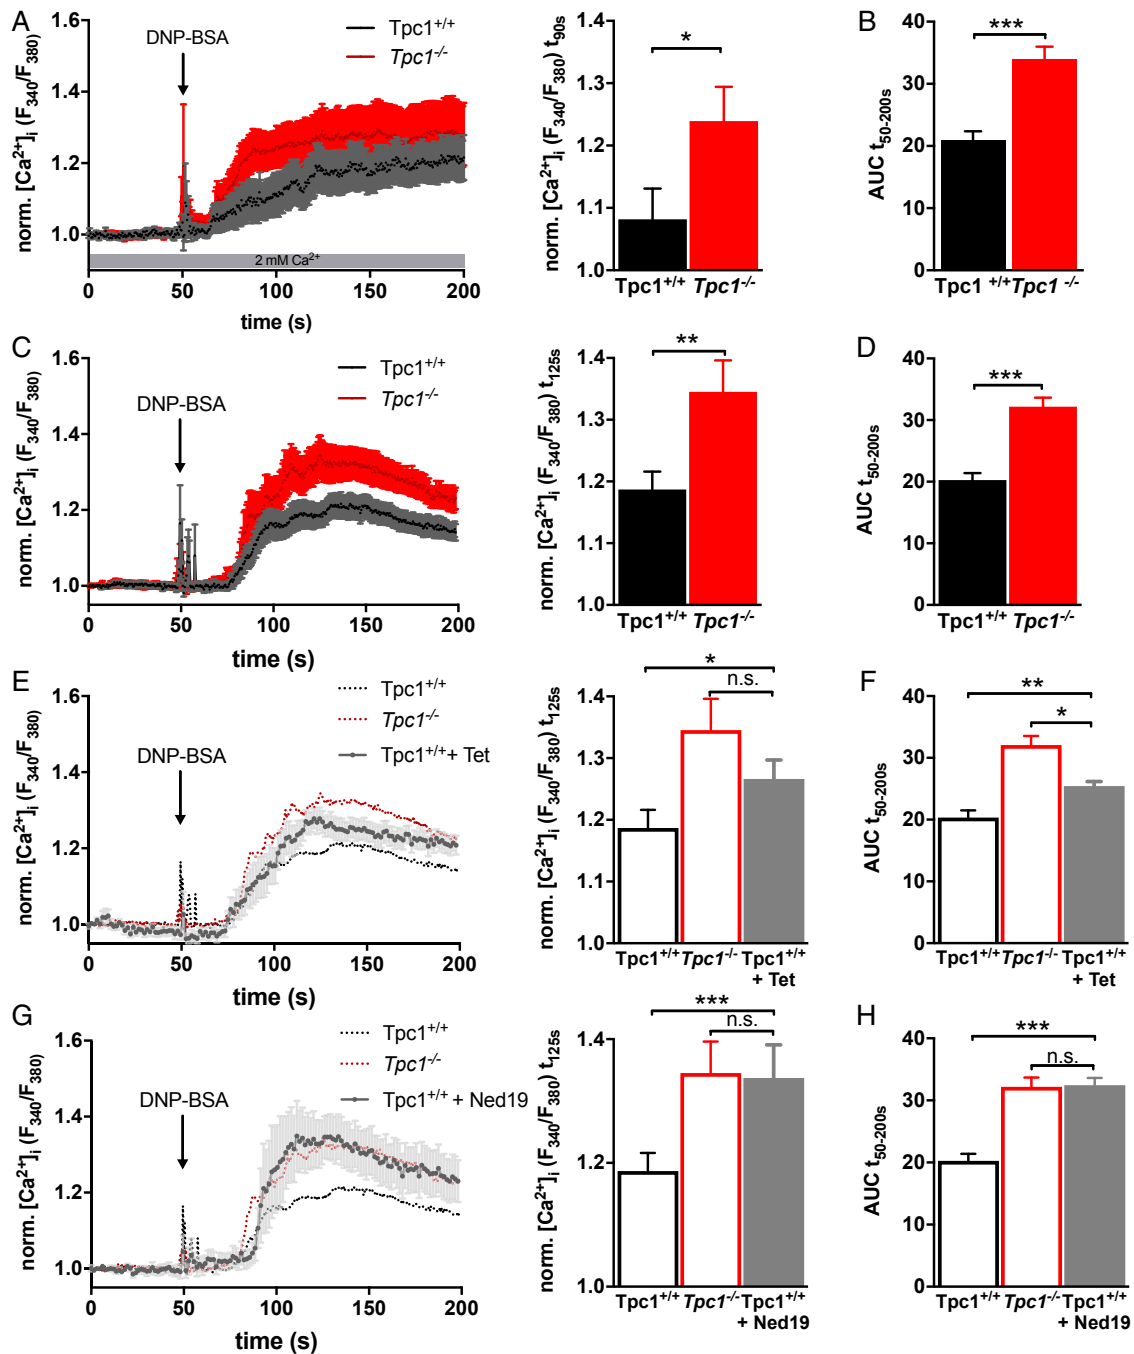 A
norm. [Ca²⁺]ᵢ (F₃₄₀/F₃₈₀)
1.6
1.4
1.2
1.0
DNP-BSA
Tpc1⁺/⁺
Tpc1⁻/⁻
2 mM Ca²⁺
0 50 100 150 200
time (s)
norm. [Ca²⁺]ᵢ (F₃₄₀/F₃₈₀) t₉₀ₛ
1.4
1.3
1.2
1.1
1.0
*
Tpc1⁺/⁺ Tpc1⁻/⁻
B
AUC t₅₀₋₂₀₀ₛ
40
30
20
10
0
***
Tpc1 ⁺/⁺ Tpc1 ⁻/⁻
C
norm. [Ca²⁺]ᵢ (F₃₄₀/F₃₈₀)
1.6
1.4
1.2
1.0
DNP-BSA
Tpc1⁺/⁺
Tpc1⁻/⁻
0 50 100 150 200
time (s)
norm. [Ca²⁺]ᵢ (F₃₄₀/F₃₈₀) t₁₂₅ₛ
1.4
1.3
1.2
1.1
1.0
**
Tpc1⁺/⁺ Tpc1⁻/⁻
D
AUC t₅₀₋₂₀₀ₛ
40
30
20
10
0
***
Tpc1⁺/⁺ Tpc1⁻/⁻
E
norm. [Ca²⁺]ᵢ (F₃₄₀/F₃₈₀)
1.6
1.4
1.2
1.0
DNP-BSA
Tpc1⁺/⁺
Tpc1⁻/⁻
Tpc1⁺/⁺ + Tet
0 50 100 150 200
time (s)
norm. [Ca²⁺]ᵢ (F₃₄₀/F₃₈₀) t₁₂₅ₛ
1.4
1.3
1.2
1.1
1.0
*
n.s.
Tpc1⁺/⁺ Tpc1⁻/⁻ Tpc1⁺/⁺
+ Tet
F
AUC t₅₀₋₂₀₀ₛ
40
30
20
10
0
**
*
Tpc1⁺/⁺ Tpc1⁻/⁻ Tpc1⁺/⁺
+ Tet
G
norm. [Ca²⁺]ᵢ (F₃₄₀/F₃₈₀)
1.6
1.4
1.2
1.0
DNP-BSA
Tpc1⁺/⁺
Tpc1⁻/⁻
Tpc1⁺/⁺ + Ned19
0 50 100 150 200
time (s)
norm. [Ca²⁺]ᵢ (F₃₄₀/F₃₈₀) t₁₂₅ₛ
1.4
1.2
1.0
***
n.s.
Tpc1⁺/⁺ Tpc1⁻/⁻ Tpc1⁺/⁺
+ Ned19
H
AUC t₅₀₋₂₀₀ₛ
40
30
20
10
0
***
n.s.
Tpc1⁺/⁺ Tpc1⁻/⁻ Tpc1⁺/⁺
+ Ned19